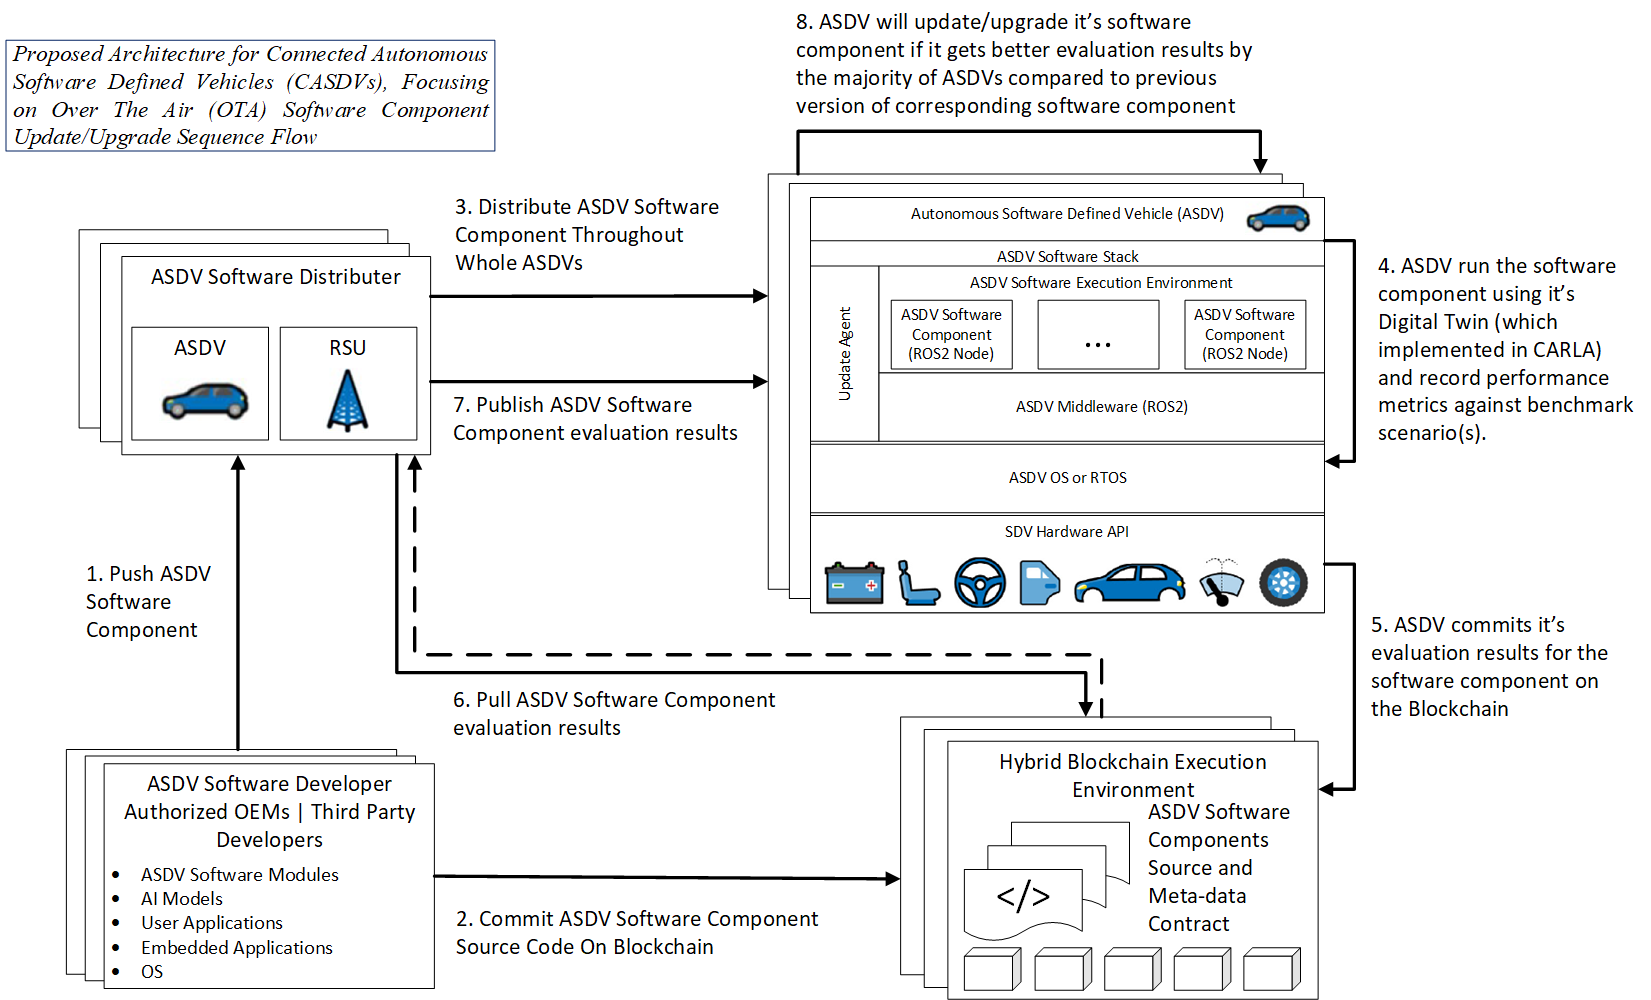 Proposed Architecture for Connected Autonomous
Software Defined Vehicles (CASDVs), Focusing
on Over The Air (OTA) Software Component
Update/Upgrade Sequence Flow
8. ASDV will update/upgrade it's software
component if it gets better evaluation results by
the majority of ASDVs compared to previous
version of corresponding software component
3. Distribute ASDV Software
Component Throughout
Whole ASDVs
ASDV Software Distributer
ASDV
RSU
7. Publish ASDV Software
Component evaluation results
Autonomous Software Defined Vehicle (ASDV)
ASDV Software Stack
Update Agent
ASDV Software Execution Environment
ASDV Software
Component
(ROS2 Node)
...
ASDV Software
Component
(ROS2 Node)
ASDV Middleware (ROS2)
ASDV OS or RTOS
SDV Hardware API
4. ASDV run the software
component using it's
Digital Twin (which
implemented in CARLA)
and record performance
metrics against benchmark
scenario(s).
1. Push ASDV
Software
Component
5. ASDV commits it's
evaluation results for the
software component on
the Blockchain
6. Pull ASDV Software Component
evaluation results
ASDV Software Developer
Authorized OEMs | Third Party
Developers
• ASDV Software Modules
• AI Models
• User Applications
• Embedded Applications
• OS
2. Commit ASDV Software Component
Source Code On Blockchain
Hybrid Blockchain Execution
Environment
</>
ASDV Software
Components
Source and
Meta-data
Contract